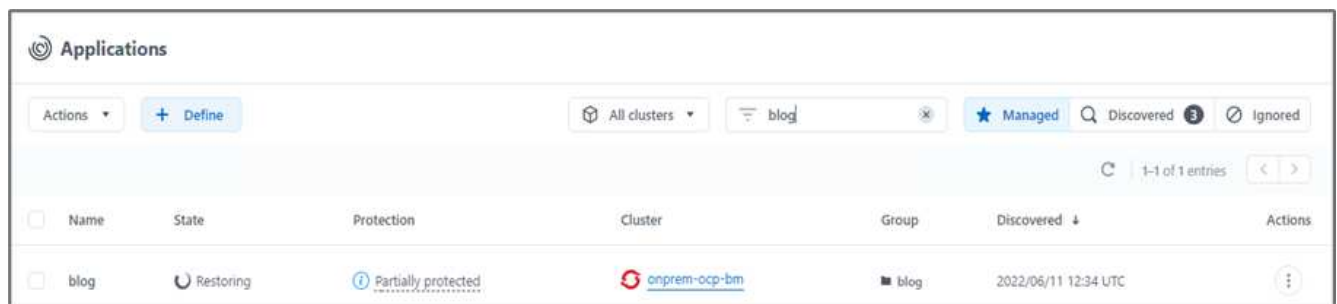 Applications
Actions + Define All clusters blog Managed Discovered 3 Ignored
1-1 of 1 entries < >
Name State Protection Cluster Group Discovered ↓ Actions
blog Restoring Partially protected onprem-ocp-bm blog 2022/06/11 12:34 UTC